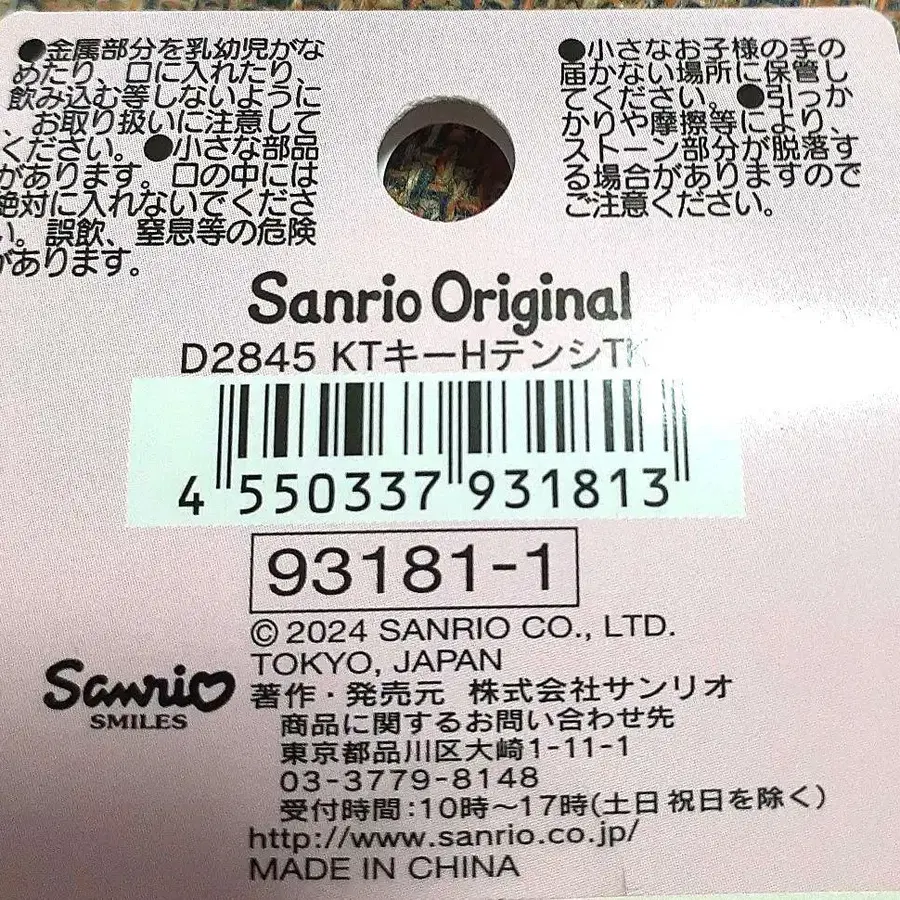 ●金属部分を乳幼児がな
めたり、口に入れたり、
飲み込む等しないように
、お取り扱いに注意して
ください。●小さな部品
があります。口の中には
絶対に入れないでくださ
い。誤飲、窒息等の危険
があります。
●小さなお子様の手の
届かない場所に保管し
てください。●引っか
かりや摩擦等により、
ストーン部分が脱落す
る場合がありますので
ご注意ください。
Sanrio Original
D2845 KTキーHテンシTK
4 550337 931813
93181-1
© 2024 SANRIO CO., LTD.
TOKYO, JAPAN
Sanrio
SMILES
著作・発売元 株式会社サンリオ
商品に関するお問い合わせ先
東京都品川区大崎1-11-1
03-3779-8148
受付時間:10時〜17時(土日祝日を除く)
http://www.sanrio.co.jp/
MADE IN CHINA